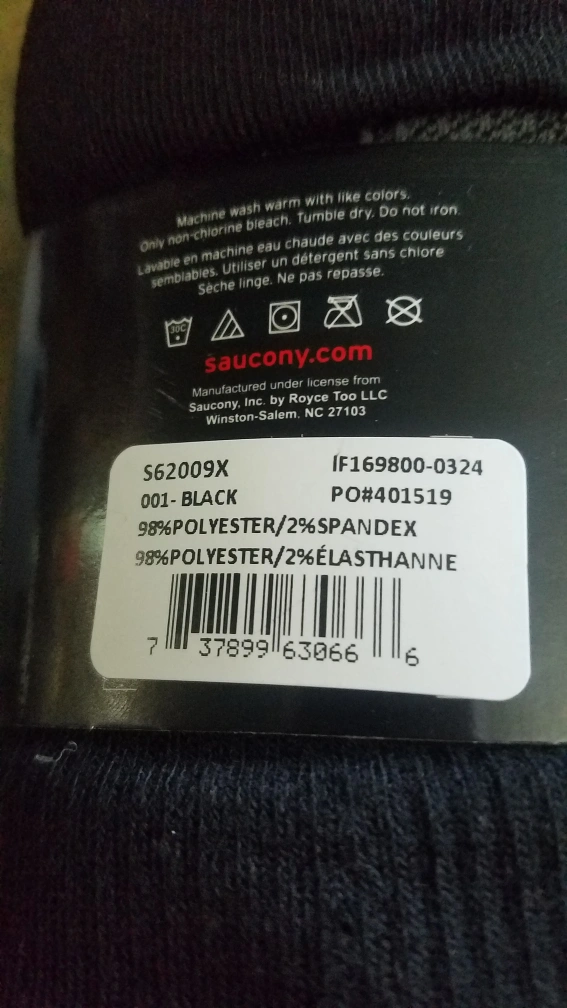 Machine wash warm with like colors.
Only non-chlorine bleach. Tumble dry. Do not iron.
Lavable en machine eau chaude avec des couleurs
semblables. Utiliser un détergent sans chlore
Sèche linge. Ne pas repasse.
30C
saucony.com
Manufactured under license from
Saucony, Inc. by Royce Too LLC
Winston-Salem. NC 27103
S62009X IF169800-0324
001- BLACK PO#401519
98%POLYESTER/2%SPANDEX
98%POLYESTER/2%ÉLASTHANNE
7 37899 63066 6